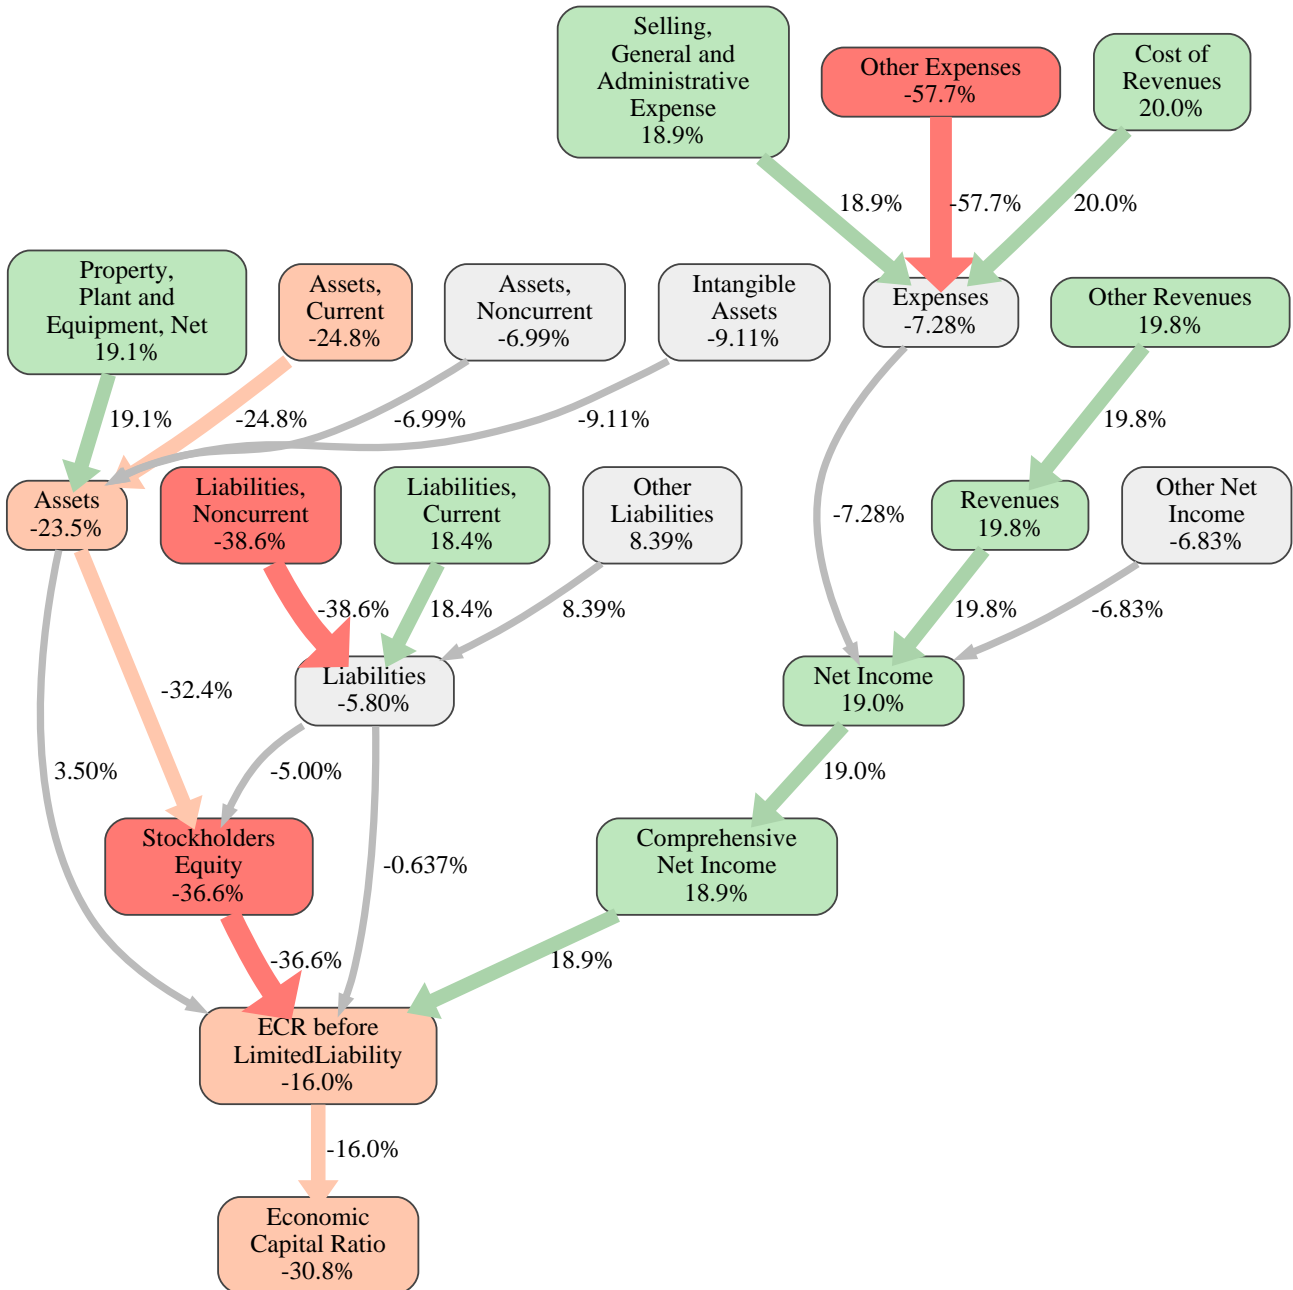 Selling,
General and
Administrative
Expense
18.9%
Other Expenses
-57.7%
Cost of
Revenues
20.0%
18.9%
-57.7%
20.0%
Property,
Plant and
Equipment, Net
19.1%
Assets,
Current
-24.8%
Assets,
Noncurrent
-6.99%
Intangible
Assets
-9.11%
Expenses
-7.28%
Other Revenues
19.8%
19.1%
-24.8%
-6.99%
-9.11%
19.8%
Assets
-23.5%
Liabilities,
Noncurrent
-38.6%
Liabilities,
Current
18.4%
Other
Liabilities
8.39%
-7.28%
Revenues
19.8%
Other Net
Income
-6.83%
-38.6%
18.4%
8.39%
19.8%
-6.83%
-32.4%
Liabilities
-5.80%
Net Income
19.0%
3.50%
-5.00%
19.0%
Stockholders
Equity
-36.6%
-0.637%
Comprehensive
Net Income
18.9%
-36.6%
18.9%
ECR before
LimitedLiability
-16.0%
-16.0%
Economic
Capital Ratio
-30.8%